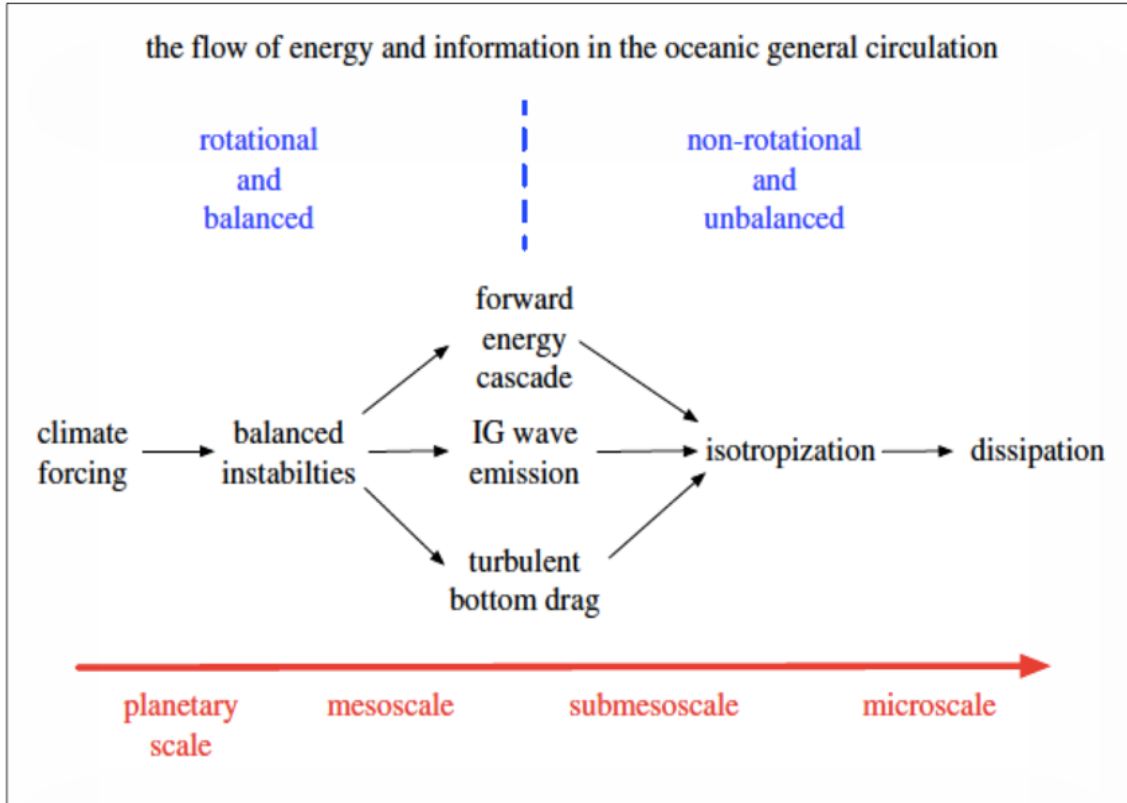 the flow of energy and information in the oceanic general circulation
rotational
and
balanced
non-rotational
and
unbalanced
climate
forcing
balanced
instabilties
forward
energy
cascade
IG wave
emission
turbulent
bottom drag
isotropization
dissipation
planetary
scale
mesoscale
submesoscale
microscale